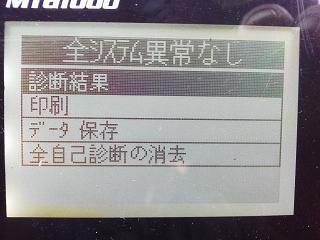 MTG1000
全システム異常なし
診断結果
印刷
データ 保存
全自己診断の消去